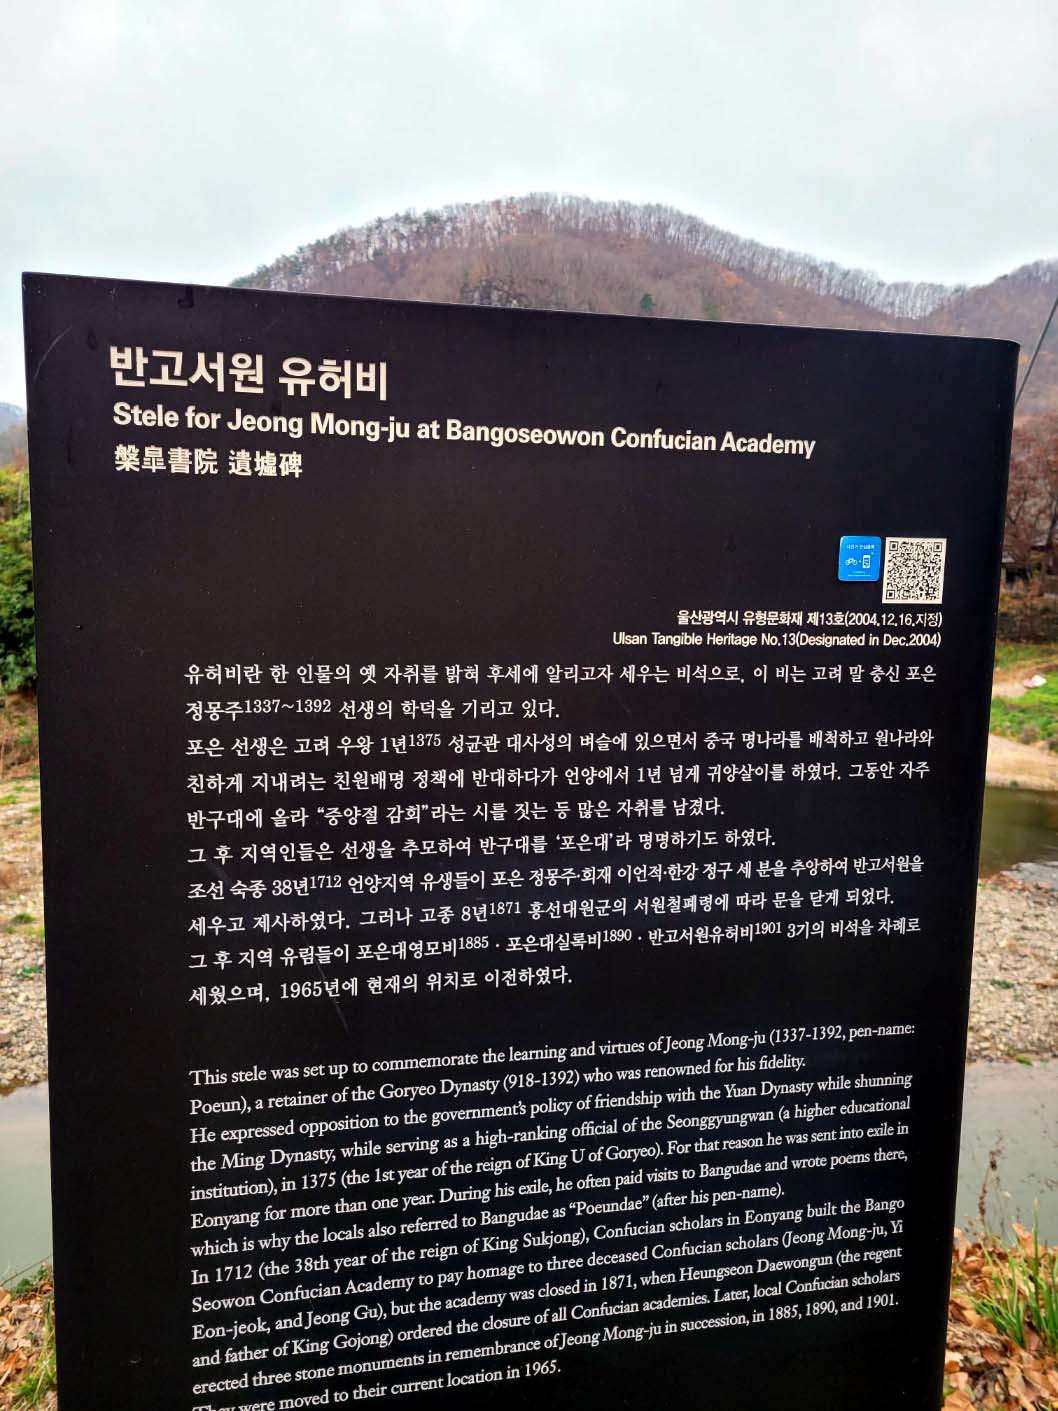 반고서원 유허비
Stele for Jeong Mong-ju at Bangoseowon Confucian Academy
槃皐書院 遺墟碑
울산광역시 유형문화재 제13호(2004.12.16.지정)
Ulsan Tangible Heritage No.13(Designated in Dec.2004)
유허비란 한 인물의 옛 자취를 밝혀 후세에 알리고자 세우는 비석으로, 이 비는 고려 말 충신 포은
정몽주1337~1392 선생의 학덕을 기리고 있다.
포은 선생은 고려 우왕 1년1375 성균관 대사성의 벼슬에 있으면서 중국 명나라를 배척하고 원나라와
친하게 지내려는 친원배명 정책에 반대하다가 언양에서 1년 넘게 귀양살이를 하였다. 그동안 자주
반구대에 올라 “중양절 감회”라는 시를 짓는 등 많은 자취를 남겼다.
그 후 지역인들은 선생을 추모하여 반구대를 ‘포은대’라 명명하기도 하였다.
조선 숙종 38년1712 언양지역 유생들이 포은 정몽주·회재 이언적·한강 정구 세 분을 추앙하여 반고서원을
세우고 제사하였다. 그러나 고종 8년1871 흥선대원군의 서원철폐령에 따라 문을 닫게 되었다.
그 후 지역 유림들이 포은대영모비1885 · 포은대실록비1890 · 반고서원유허비1901 3기의 비석을 차례로
세웠으며, 1965년에 현재의 위치로 이전하였다.
This stele was set up to commemorate the learning and virtues of Jeong Mong-ju (1337-1392, pen-name:
Poeun), a retainer of the Goryeo Dynasty (918-1392) who was renowned for his fidelity.
He expressed opposition to the government’s policy of friendship with the Yuan Dynasty while shunning
the Ming Dynasty, while serving as a high-ranking official of the Seonggyungwan (a higher educational
institution), in 1375 (the 1st year of the reign of King U of Goryeo). For that reason he was sent into exile in
Eonyang for more than one year. During his exile, he often paid visits to Bangudae and wrote poems there,
which is why the locals also referred to Bangudae as “Poeundae” (after his pen-name).
In 1712 (the 38th year of the reign of King Sukjong), Confucian scholars in Eonyang built the Bango
Seowon Confucian Academy to pay homage to three deceased Confucian scholars (Jeong Mong-ju, Yi
Eon-jeok, and Jeong Gu), but the academy was closed in 1871, when Heungseon Daewongun (the regent
and father of King Gojong) ordered the closure of all Confucian academies. Later, local Confucian scholars
erected three stone monuments in remembrance of Jeong Mong-ju in succession, in 1885, 1890, and 1901.
They were moved to their current location in 1965.